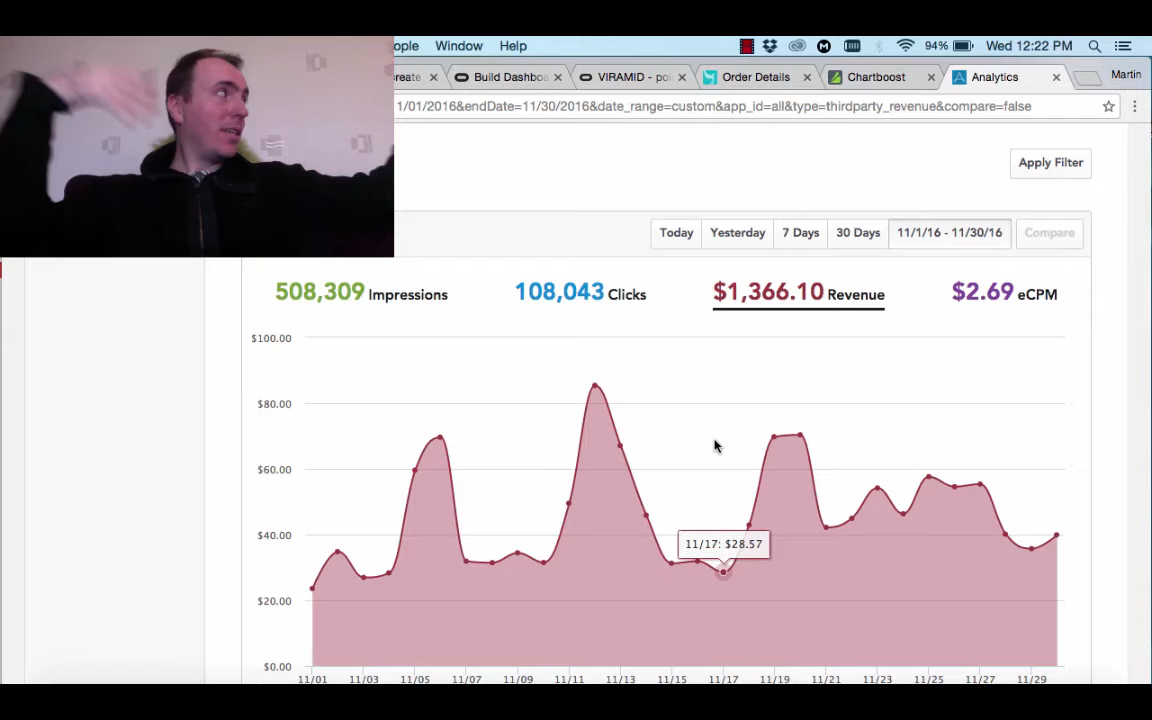 ople Window Help 94% Wed 12:22 PM
reate Build Dashboa VIRAMID - po Order Details Chartboost Analytics Martin
1/01/2016&endDate=11/30/2016&date_range=custom&app_id=all&type=thirdparty_revenue&compare=false
Apply Filter
Today Yesterday 7 Days 30 Days 11/1/16 - 11/30/16 Compare
508,309 Impressions 108,043 Clicks $1,366.10 Revenue $2.69 eCPM
$100.00
$80.00
$60.00
$40.00
11/17: $28.57
$20.00
$0.00
11/01 11/03 11/05 11/07 11/09 11/11 11/13 11/15 11/17 11/19 11/21 11/23 11/25 11/27 11/29